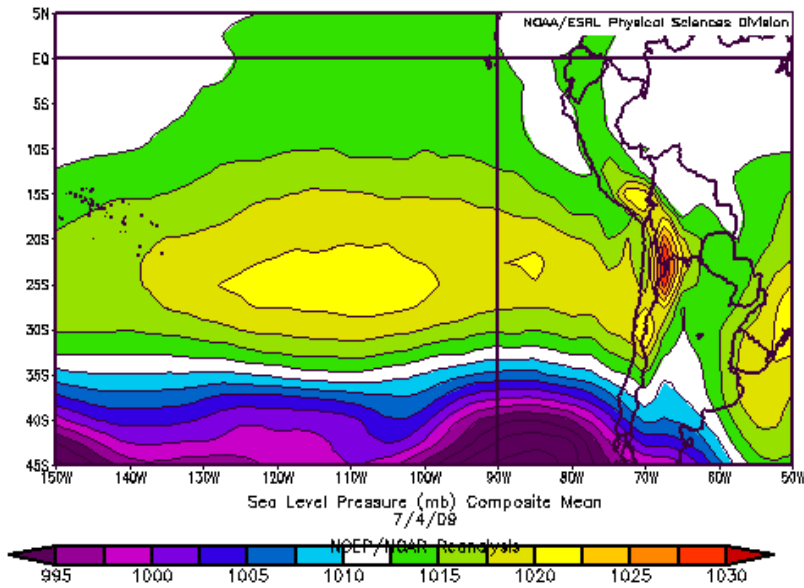 5N
NOAA/ESRL Physical Sciences Division
EQ
5S
10S
15S
20S
25S
30S
35S
40S
45S
150W 140W 130W 120W 110W 100W 90W 80W 70W 60W 50W
Sea Level Pressure (mb) Composite Mean
7/4/09
NCEP/NCAR Reanalysis
995 1000 1005 1010 1015 1020 1025 1030